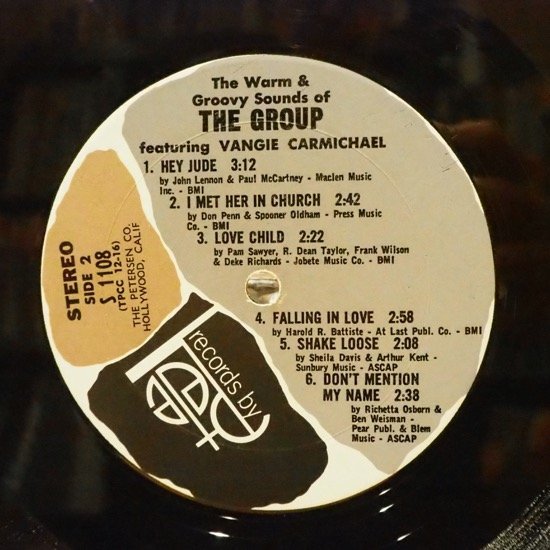 The Warm &
Groovy Sounds of
THE GROUP
featuring VANGIE CARMICHAEL
1. HEY JUDE 3:12
by John Lennon & Paul McCartney - Maclen Music
Inc. - BMI
2. I MET HER IN CHURCH 2:42
by Don Penn & Spooner Oldham - Press Music
Co. - BMI
3. LOVE CHILD 2:22
by Pam Sawyer, R. Dean Taylor, Frank Wilson
& Deke Richards - Jobete Music Co. - BMI
4. FALLING IN LOVE 2:58
by Harold R. Battiste - At Last Publ. Co. - BMI
5. SHAKE LOOSE 2:08
by Sheila Davis & Arthur Kent -
Sunbury Music - ASCAP
6. DON'T MENTION
MY NAME 2:38
by Richetta Osborn &
Ben Weisman -
Pear Publ. & Blem
Music - ASCAP
STEREO
SIDE 2
S 1108
(TPCC 12-16)
THE PETERSEN CO.
HOLLYWOOD, CALIF
records by